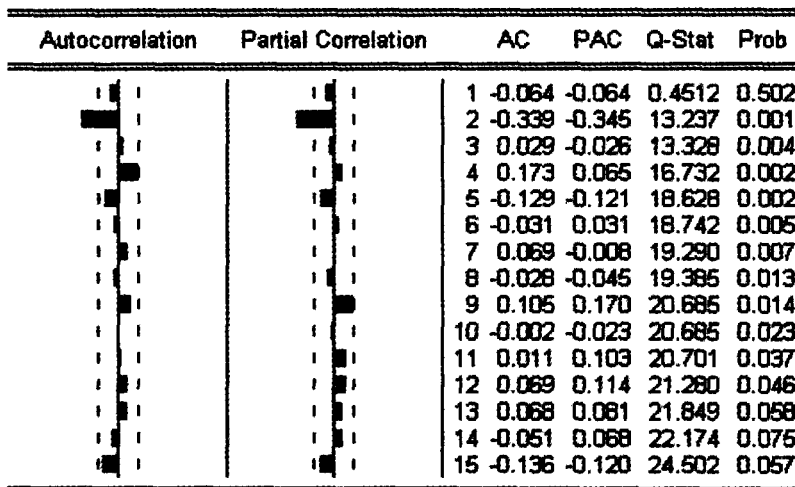 Autocorrelation Partial Correlation AC PAC Q-Stat Prob
1 -0.064 -0.064 0.4512 0.502
2 -0.339 -0.345 13.237 0.001
3 0.029 -0.026 13.328 0.004
4 0.173 0.065 16.732 0.002
5 -0.129 -0.121 18.628 0.002
6 -0.031 0.031 18.742 0.005
7 0.069 -0.008 19.290 0.007
8 -0.028 -0.045 19.385 0.013
9 0.105 0.170 20.685 0.014
10 -0.002 -0.023 20.685 0.023
11 0.011 0.103 20.701 0.037
12 0.069 0.114 21.280 0.046
13 0.068 0.081 21.849 0.058
14 -0.051 0.068 22.174 0.075
15 -0.136 -0.120 24.502 0.057